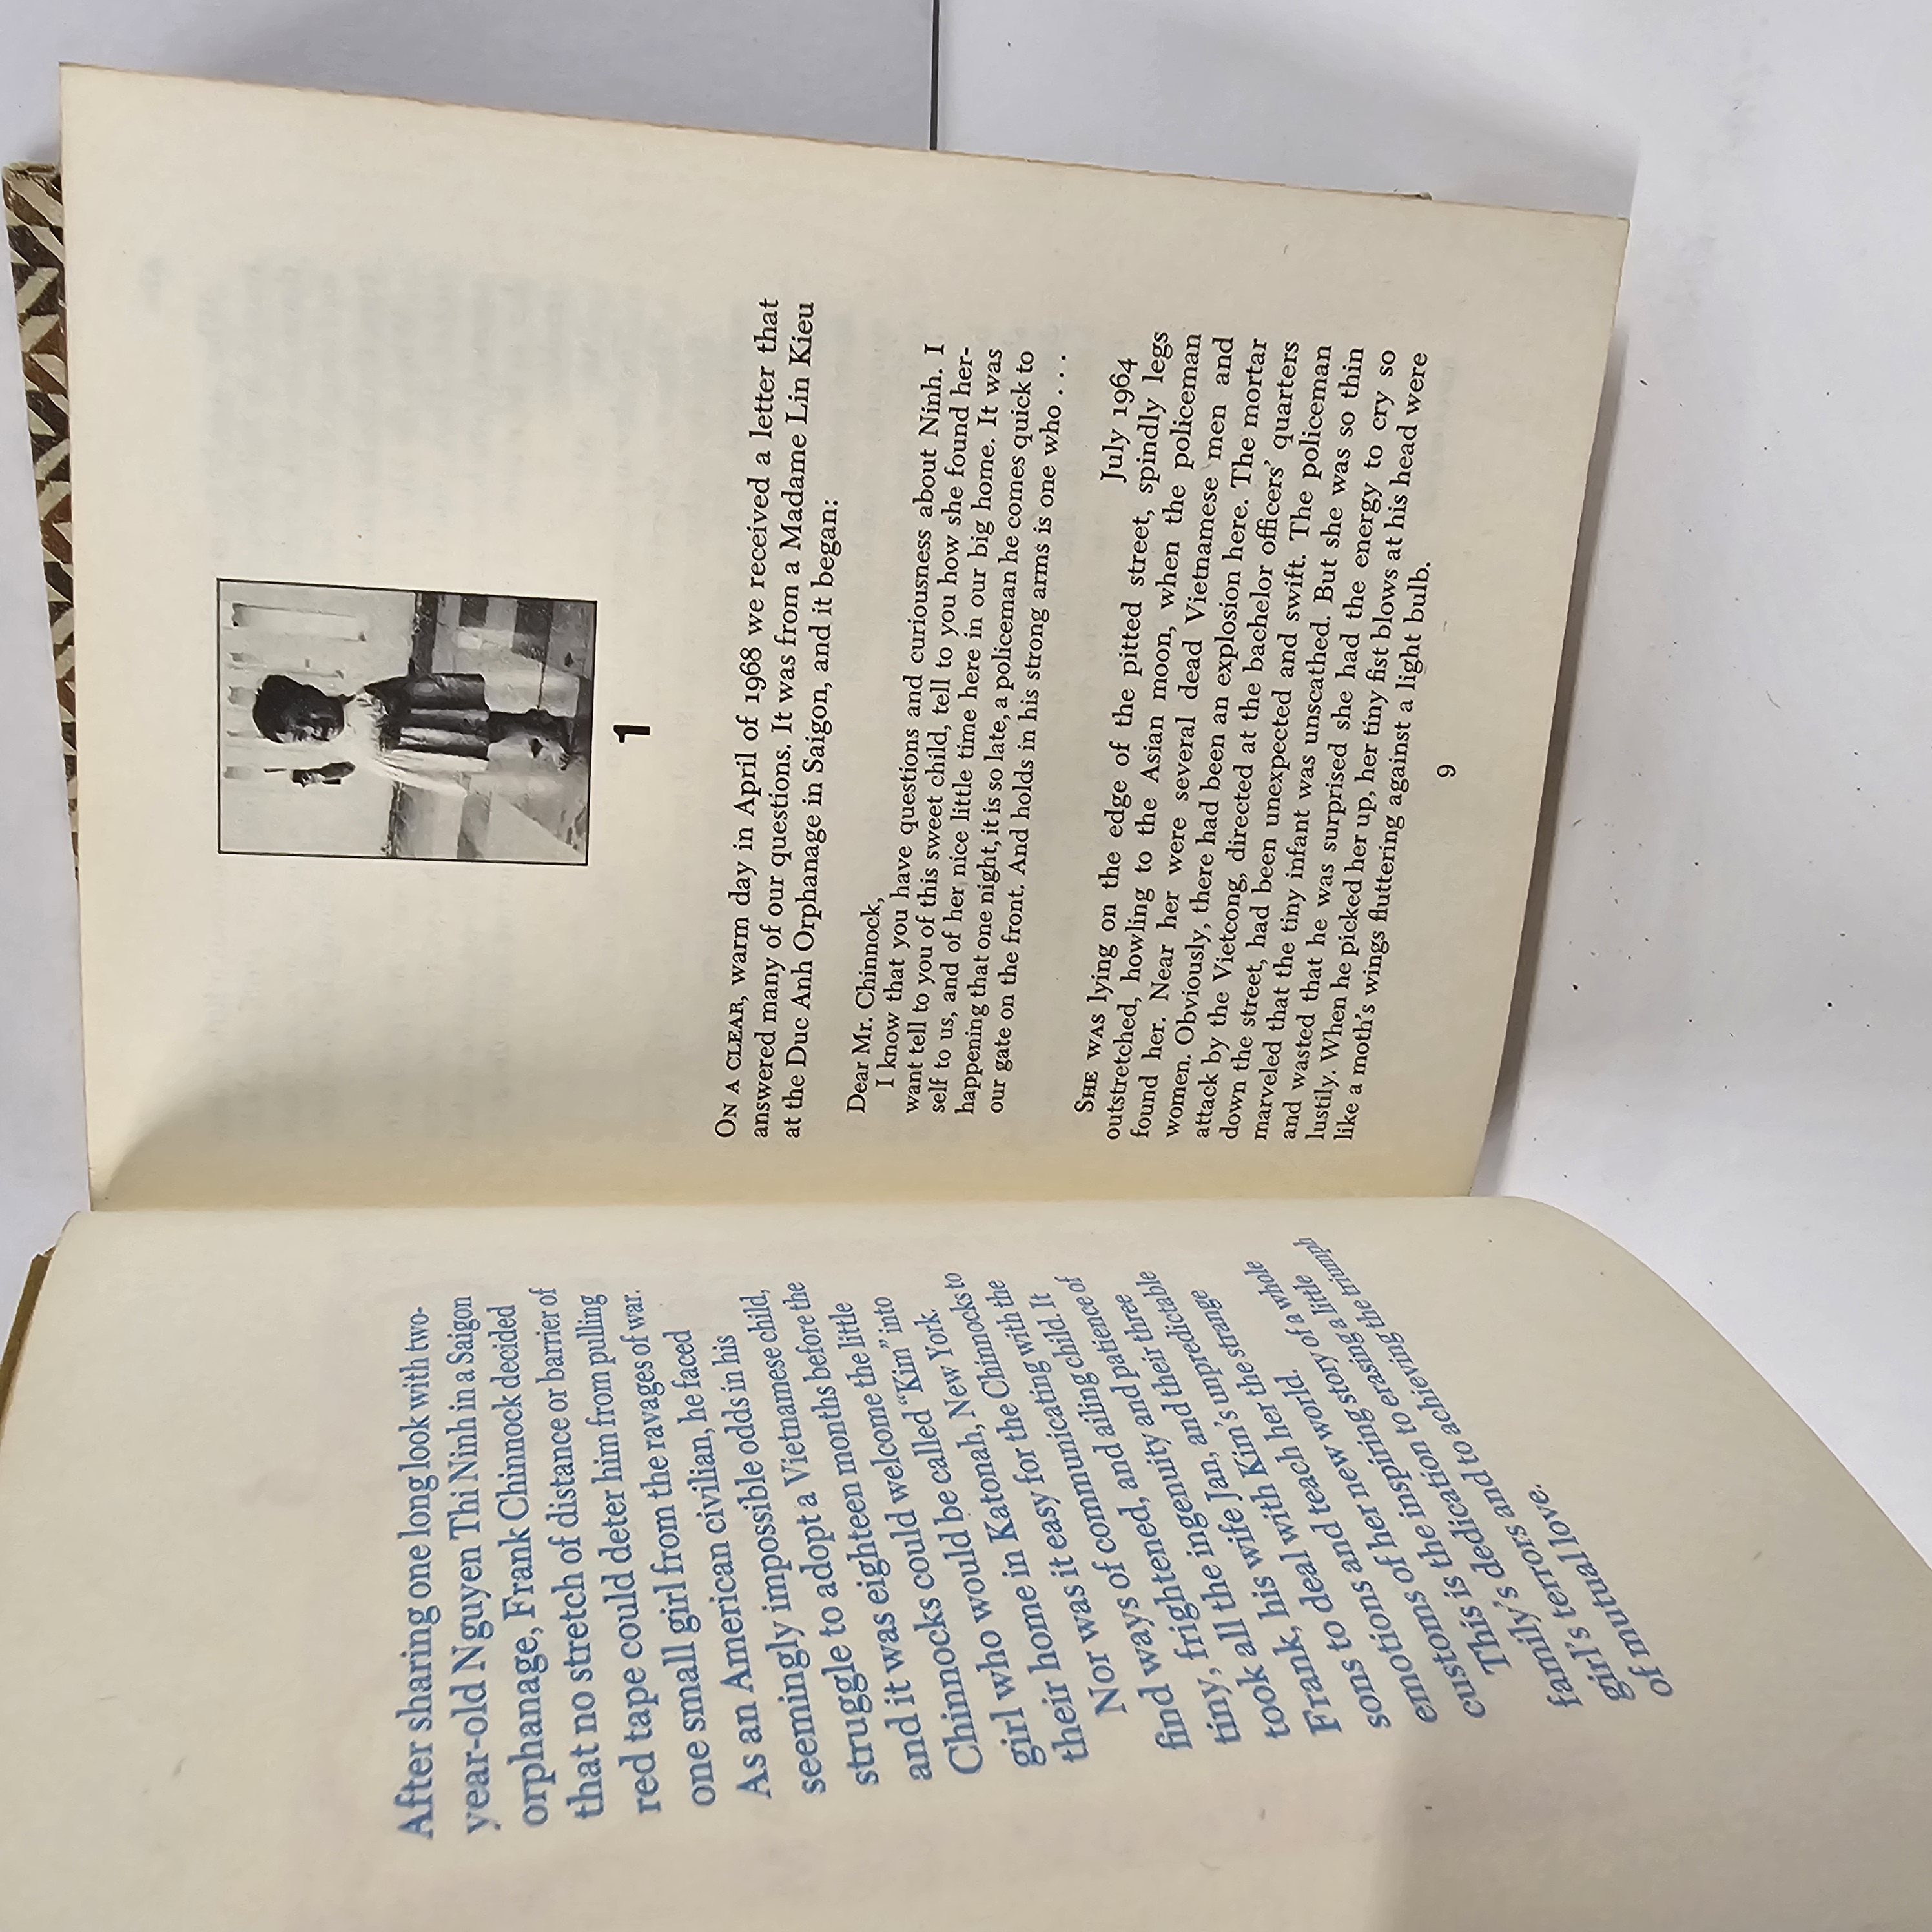 After sharing one long look with two-
year-old Nguyen Thi Ninh in a Saigon
orphanage, Frank Chinnock decided
that no stretch of distance or barrier of
red tape could deter him from pulling
one small girl from the ravages of war.
As an American civilian, he faced
seemingly impossible odds in his
struggle to adopt a Vietnamese child,
and it was eighteen months before the
Chinnocks could welcome the little
girl who would be called “Kim” into
their home in Katonah, New York.
Nor was it easy for the Chinnocks to
find ways of communicating with the
tiny, frightened, and ailing child. It
took all the ingenuity and patience of
Frank, his wife Jan, and their three
sons to deal with Kim’s unpredictable
emotions and teach her the strange
customs of her new world.
This is the inspiring story of a whole
family’s dedication to erasing a little
girl’s terrors and to achieving the triumph
of mutual love.
1
ON A CLEAR, warm day in April of 1968 we received a letter that
answered many of our questions. It was from a Madame Lin Kieu
at the Duc Anh Orphanage in Saigon, and it began:
Dear Mr. Chinnock,
I know that you have questions and curiousness about Ninh. I
want tell to you of this sweet child, tell to you how she found her-
self to us, and of her nice little time here in our big home. It was
happening that one night, it is so late, a policeman he comes quick to
our gate on the front. And holds in his strong arms is one who . . .
July 1964
SHE WAS lying on the edge of the pitted street, spindly legs
outstretched, howling to the Asian moon, when the policeman
found her. Near her were several dead Vietnamese men and
women. Obviously, there had been an explosion here. The mortar
attack by the Vietcong, directed at the bachelor officers’ quarters
down the street, had been unexpected and swift. The policeman
marveled that the tiny infant was unscathed. But she was so thin
and wasted that he was surprised she had the energy to cry so
lustily. When he picked her up, her tiny fist blows at his head were
like a moth’s wings fluttering against a light bulb.
9